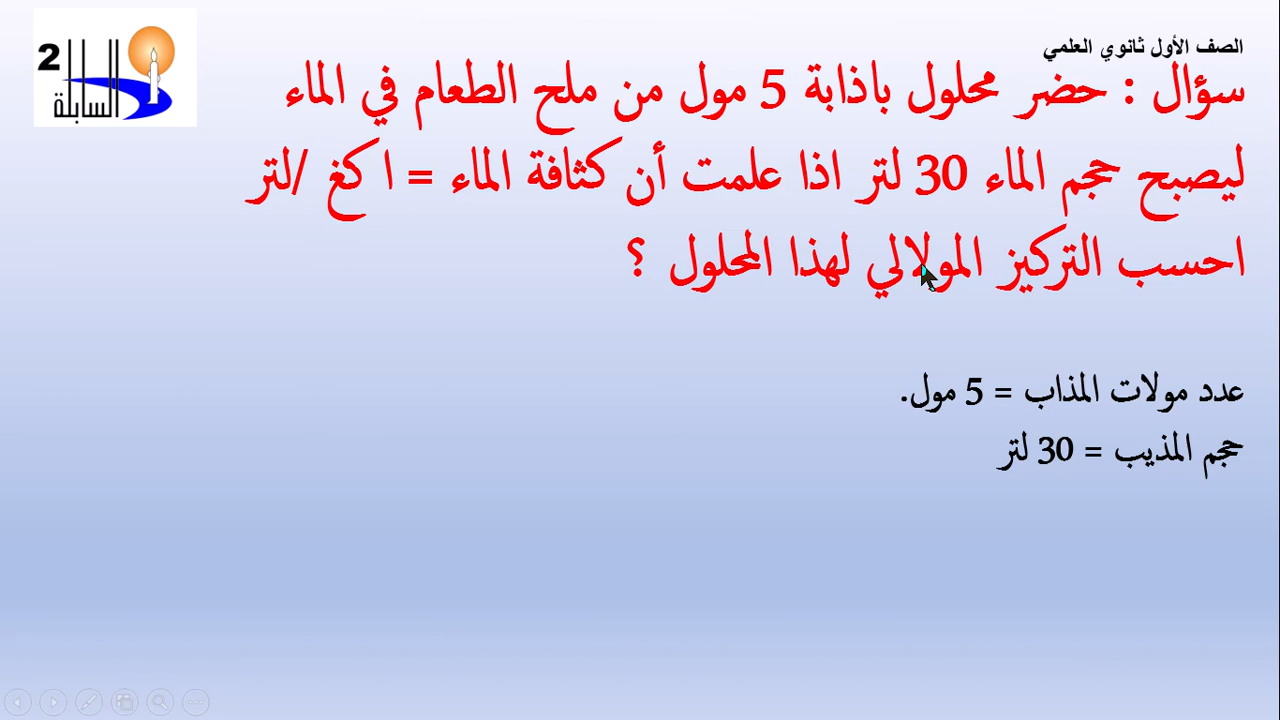 الصف الأول ثانوي العلمي
2
السابلة
سؤال : حضر محلول باذابة 5 مول من ملح الطعام في الماء
ليصبح حجم الماء 30 لتر اذا علمت أن كثافة الماء = ا كغ /لتر
احسب التركيز المولالي لهذا المحلول ؟
عدد مولات المذاب = 5 مول.
حجم المذيب = 30 لتر